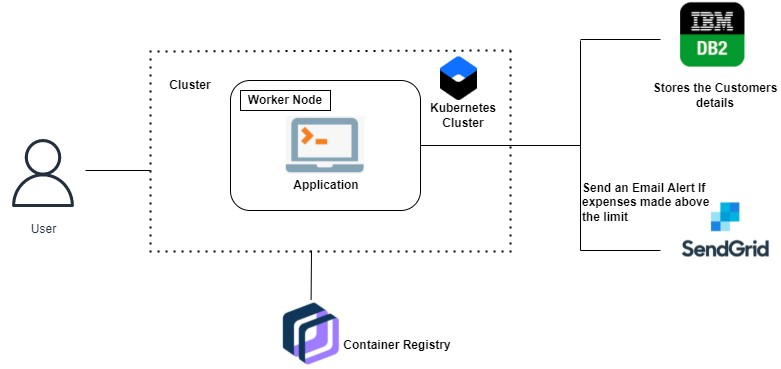 IBM
DB2
Stores the Customers
details
Cluster
Worker Node
Kubernetes
Cluster
Application
User
Send an Email Alert If
expenses made above
the limit
SendGrid
Container Registry